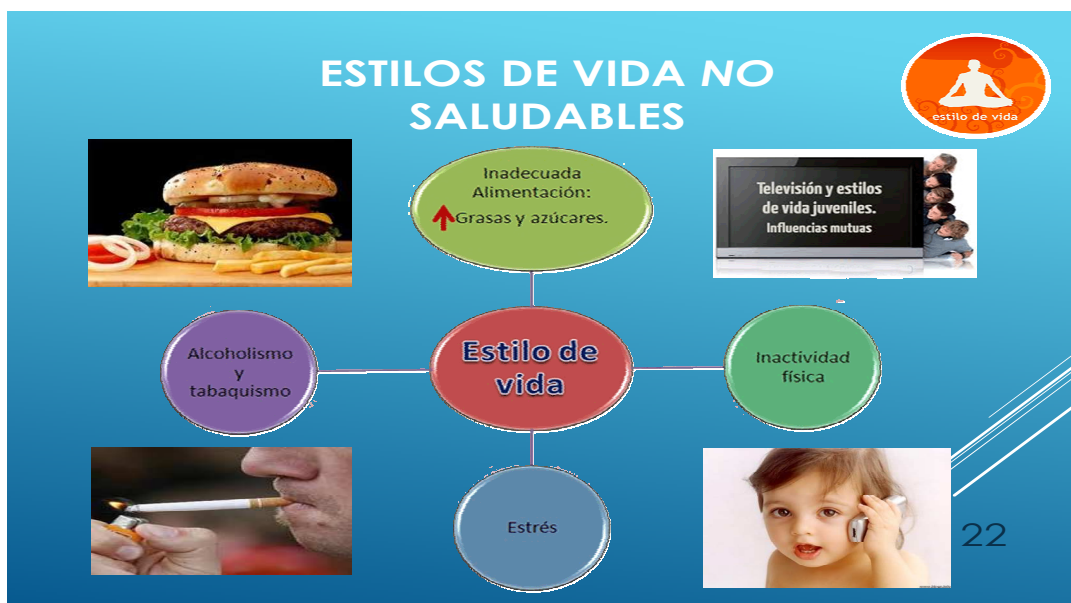 ESTILOS DE VIDA NO
SALUDABLES
estilo de vida
Inadecuada
Alimentación:
Grasas y azúcares.
Televisión y estilos
de vida juveniles.
Influencias mutuas
Alcoholismo
y
tabaquismo
Estilo de
vida
Inactividad
física
Estrés
22